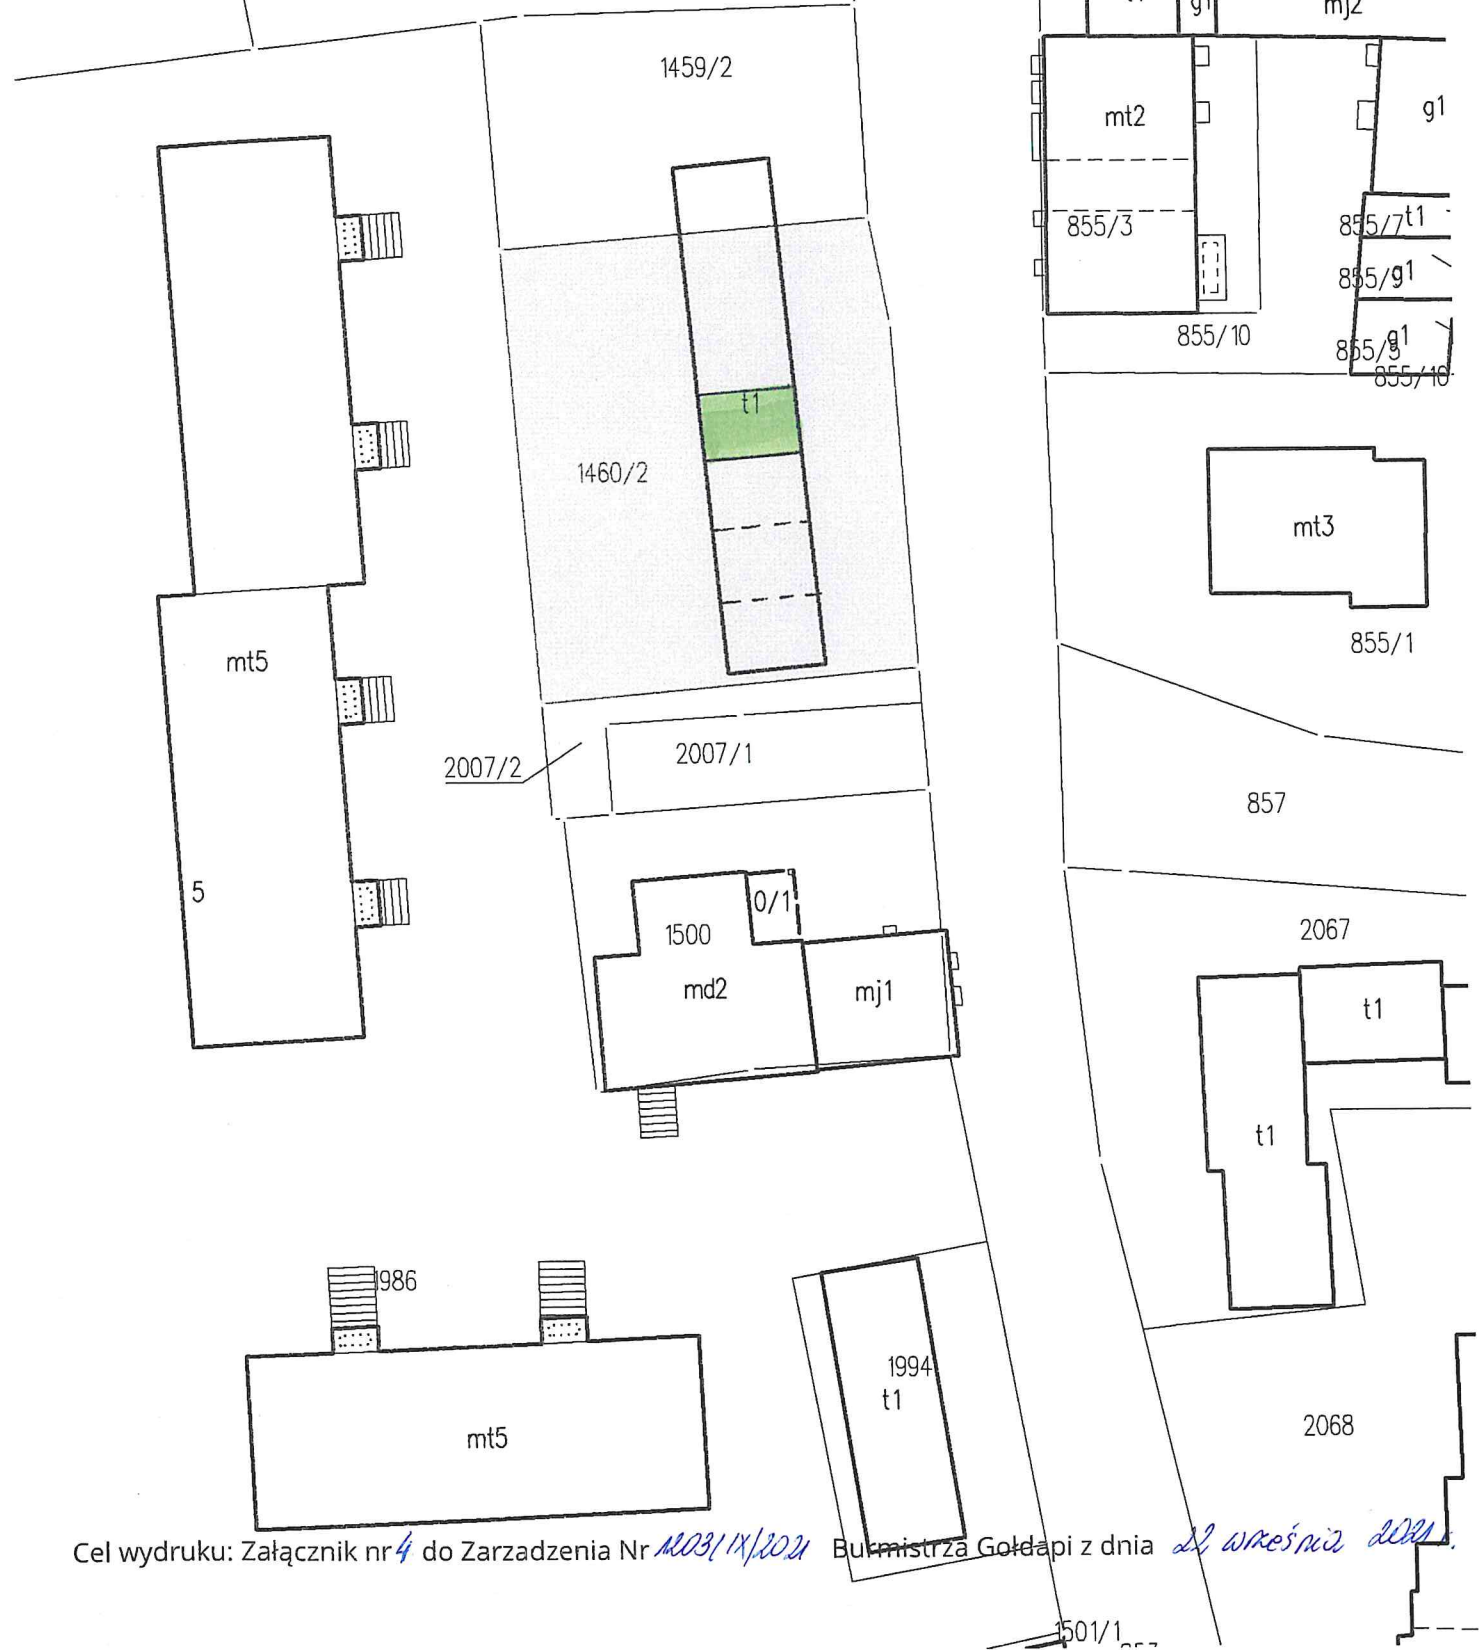 mj2
g1
1459/2
mt2
g1
855/3
855/7
t1
855/9
g1
855/10
g1
855/10
t1
1460/2
mt3
855/1
mt5
2007/2
2007/1
857
5
0/1
1500
2067
md2
mj1
t1
t1
1986
1994
t1
2068
mt5
Cel wydruku: Załącznik nr 4 do Zarzadzenia Nr 1203/IX/2021 Burmistrza Gołdapi z dnia 22 września 2021 r.
1501/1